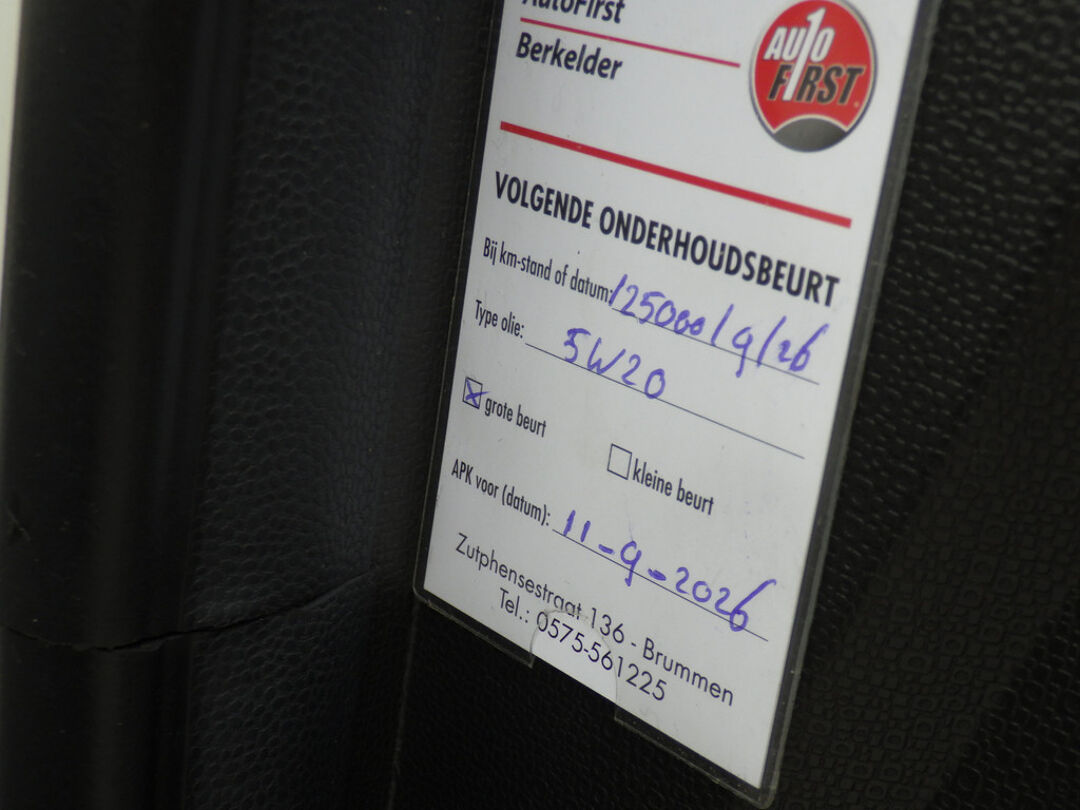 AutoFirst
Berkelder
AUTO
FIRST
VOLGENDE ONDERHOUDSBEURT
Bij km-stand of datum: 125000/9/26
Type olie: 5W20
grote beurt
kleine beurt
APK voor (datum): 11-9-2026
Zutphensestraat 136 - Brummen
Tel.: 0575-561225